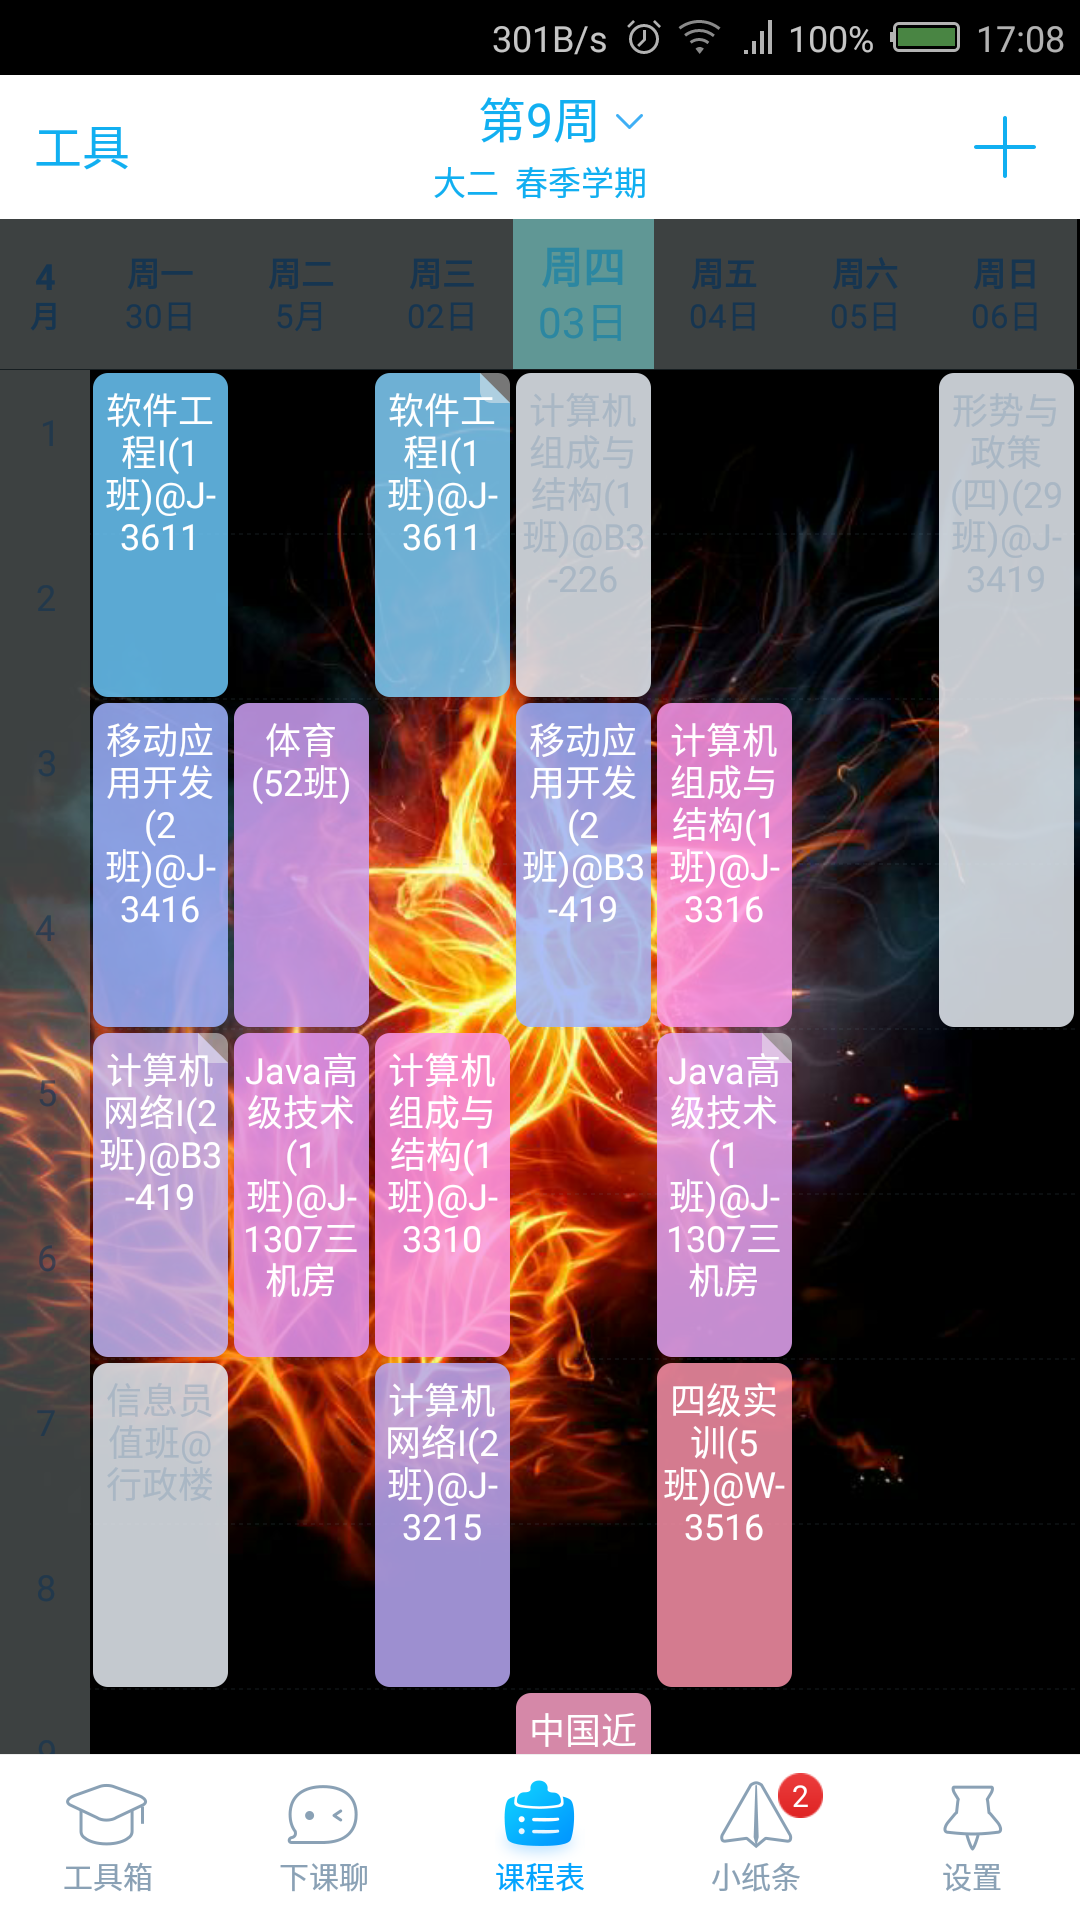 301B/s 100% 17:08
工具
第9周
大二 春季学期
4
月
周一
30日
周二
5月
周三
02日
周四
03日
周五
04日
周六
05日
周日
06日
1
2
3
4
5
6
7
8
9
软件工
程I(1
班)@J-
3611
软件工
程I(1
班)@J-
3611
计算机
组成与
结构(1
班)@B3
-226
形势与
政策
(四)(29
班)@J-
3419
移动应
用开发
(2
班)@J-
3416
体育
(52班)
移动应
用开发
(2
班)@B3
-419
计算机
组成与
结构(1
班)@J-
3316
计算机
网络I(2
班)@B3
-419
Java高
级技术
(1
班)@J-
1307三
机房
计算机
组成与
结构(1
班)@J-
3310
Java高
级技术
(1
班)@J-
1307三
机房
信息员
值班@
行政楼
计算机
网络I(2
班)@J-
3215
四级实
训(5
班)@W-
3516
中国近
工具箱
下课聊
课程表
2
小纸条
设置